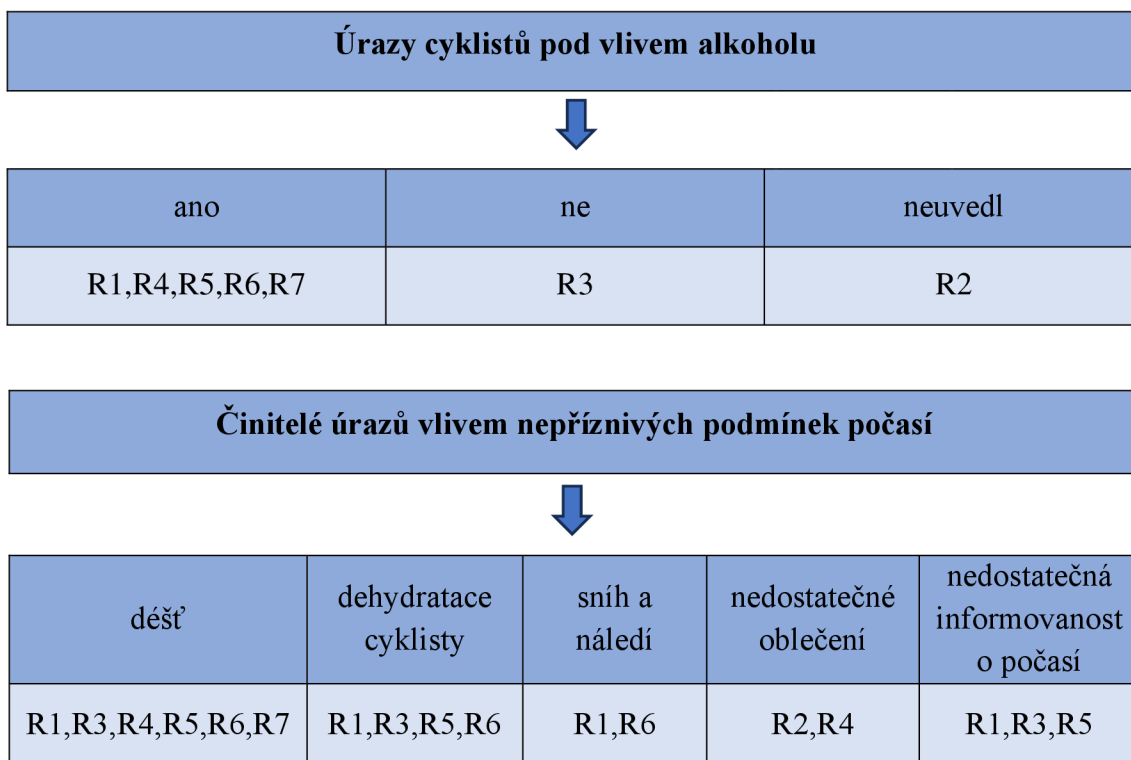 Úrazy cyklistů pod vlivem alkoholu
ano ne neuvedl
R1,R4,R5,R6,R7 R3 R2
Činitelé úrazů vlivem nepříznivých podmínek počasí
déšť
dehydratace
cyklisty
sníh a
náledí
nedostatečné
oblečení
nedostatečná
informovanost
o počasí
R1,R3,R4,R5,R6,R7 R1,R3,R5,R6 R1,R6 R2,R4 R1,R3,R5